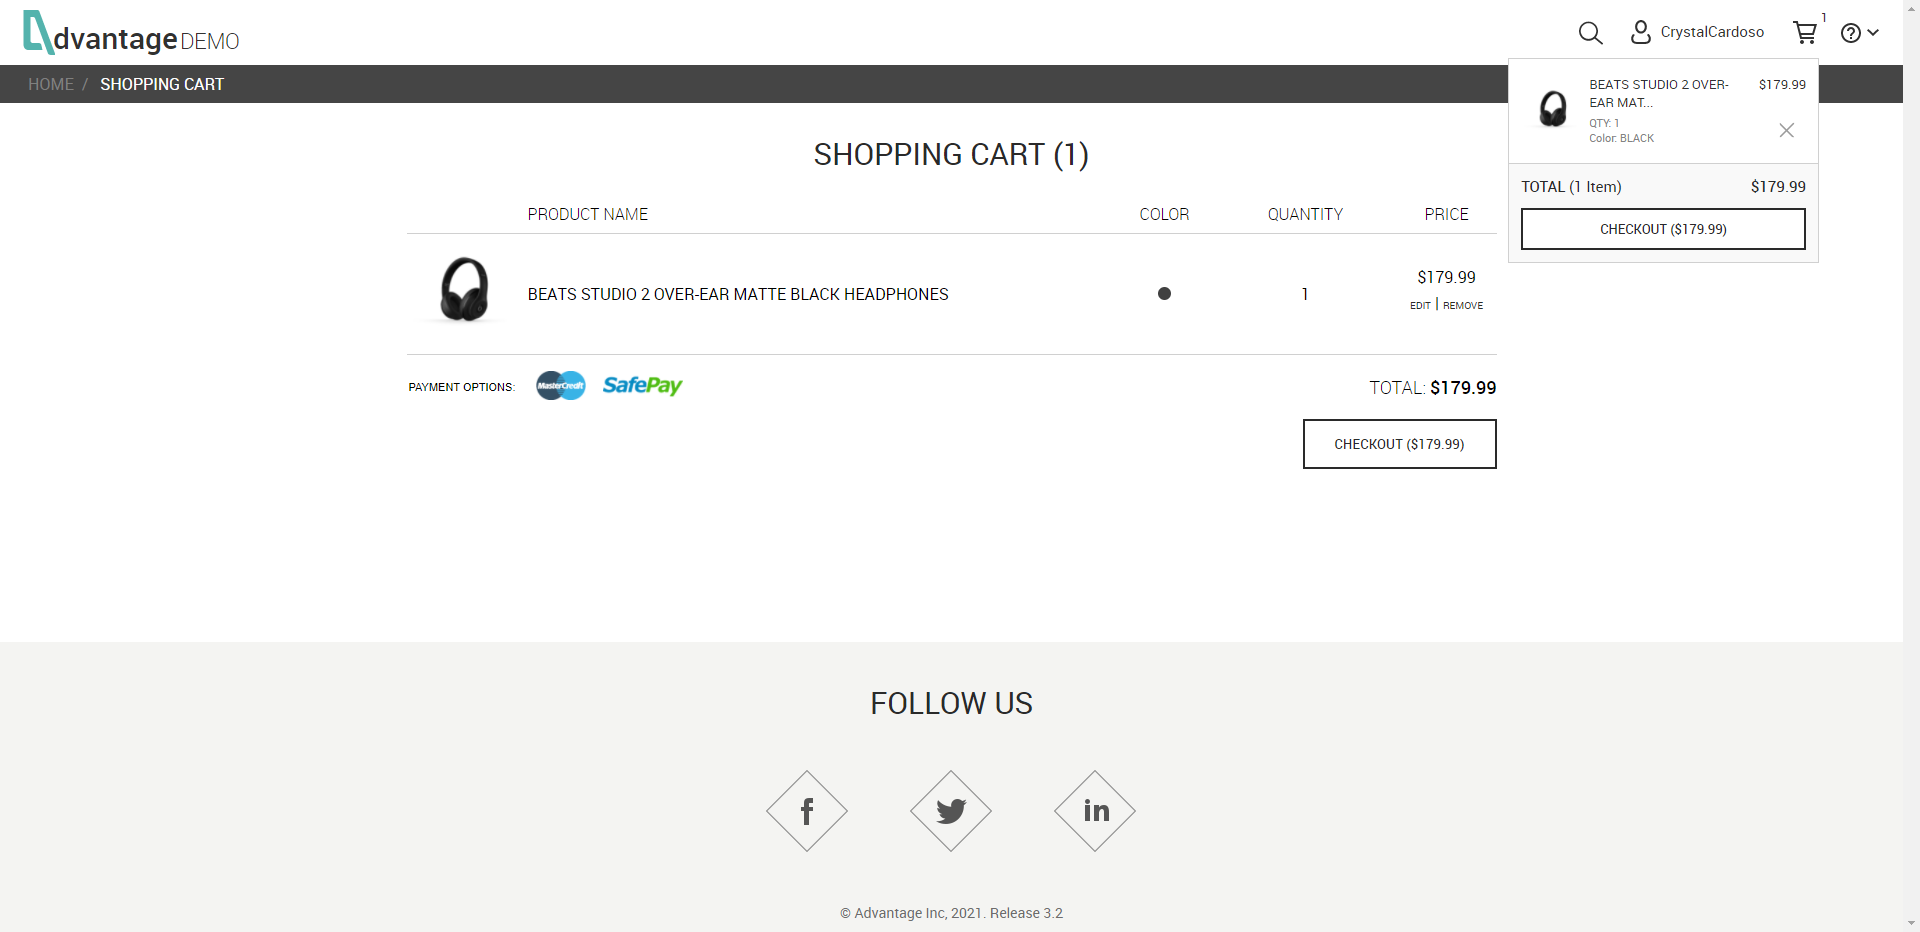 dvantage DEMO
CrystalCardoso
1
HOME / SHOPPING CART
BEATS STUDIO 2 OVER-
EAR MAT...
$179.99
QTY: 1
Color: BLACK
TOTAL (1 Item) $179.99
CHECKOUT ($179.99)
SHOPPING CART (1)
PRODUCT NAME COLOR QUANTITY PRICE
BEATS STUDIO 2 OVER-EAR MATTE BLACK HEADPHONES 1 $179.99
EDIT | REMOVE
PAYMENT OPTIONS: MasterCredit SafePay TOTAL: $179.99
CHECKOUT ($179.99)
FOLLOW US
f
in
© Advantage Inc, 2021. Release 3.2